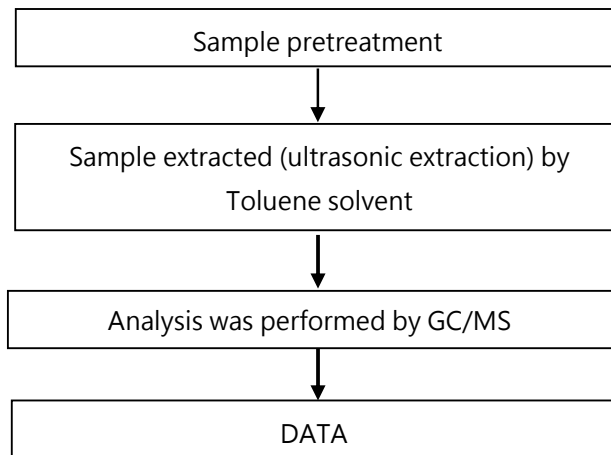 Sample pretreatment
Sample extracted (ultrasonic extraction) by
Toluene solvent
Analysis was performed by GC/MS
DATA